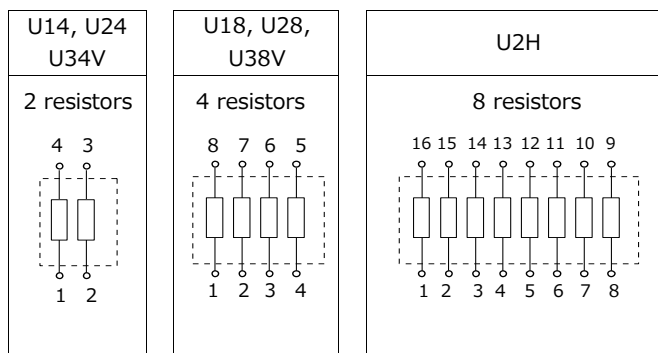 U14, U24
U34V
2 resistors
4 3
1 2
U18, U28,
U38V
4 resistors
8 7 6 5
1 2 3 4
U2H
8 resistors
16 15 14 13 12 11 10 9
1 2 3 4 5 6 7 8